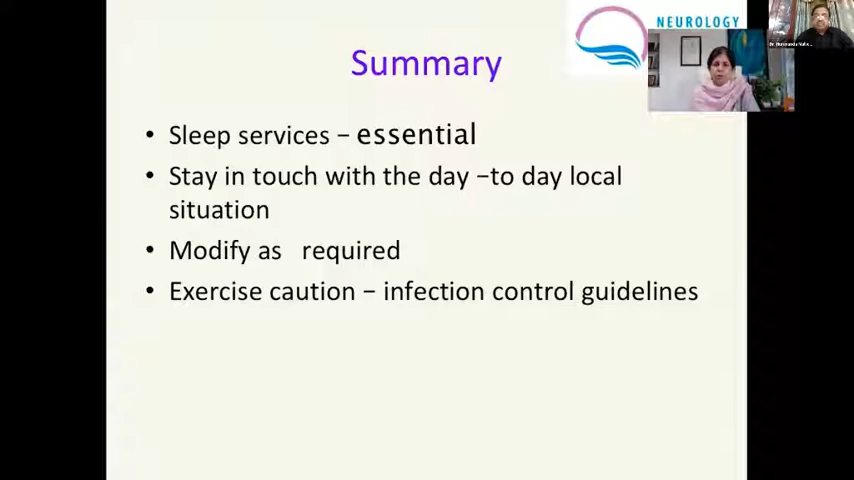 NEUROLOGY
Summary
• Sleep services – essential
• Stay in touch with the day –to day local
situation
• Modify as required
• Exercise caution – infection control guidelines